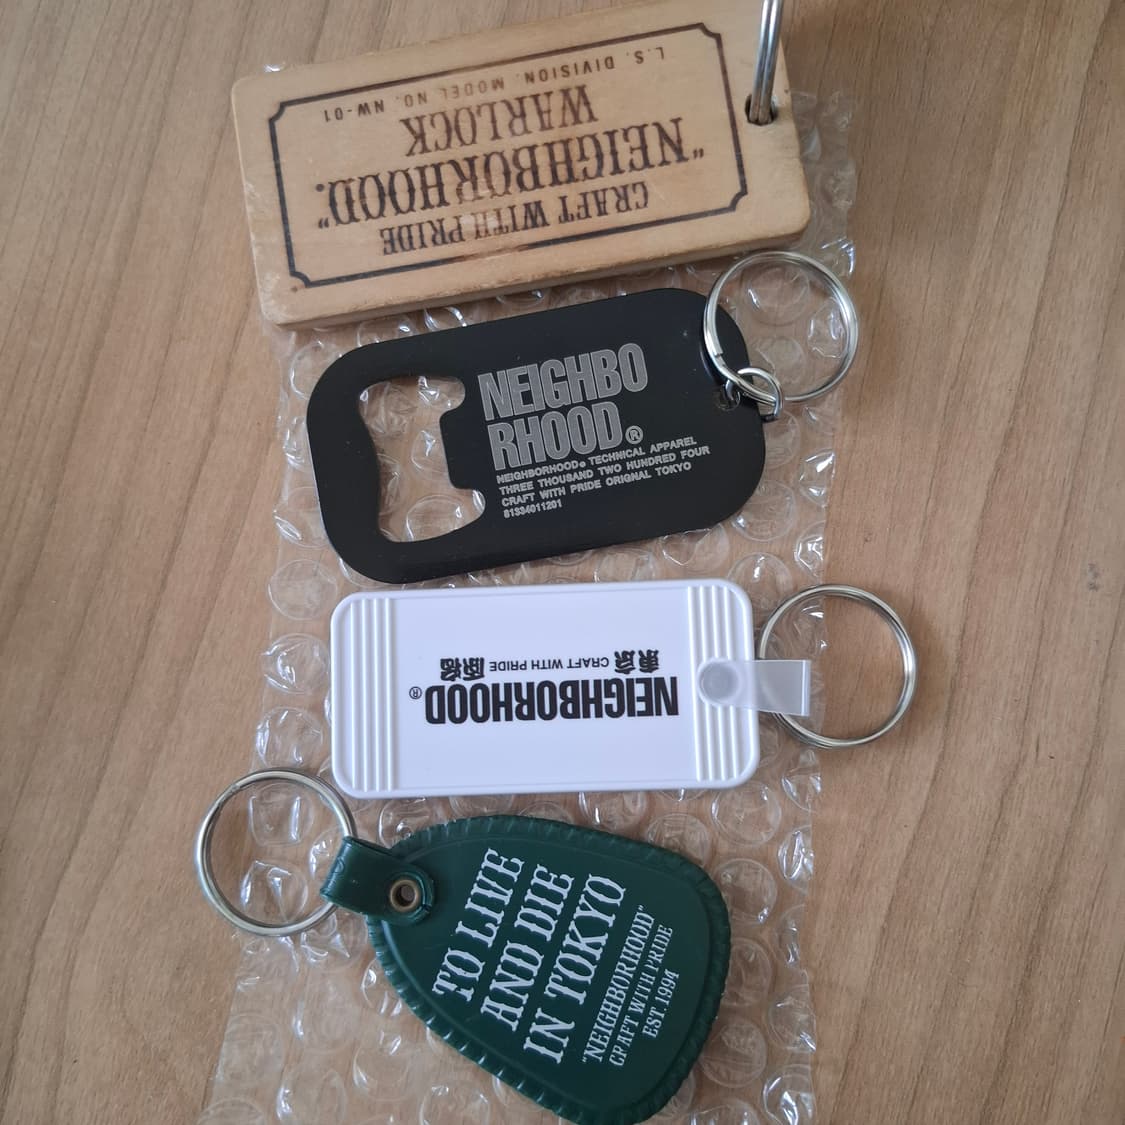 CRAFT WITH PRIDE
"NEIGHBORHOOD."
WARLOCK
L.S. DIVISION. MODEL NO. NW-01
NEIGHBO
RHOOD®
NEIGHBORHOOD® TECHNICAL APPAREL
THREE THOUSAND TWO HUNDRED FOUR
CRAFT WITH PRIDE ORIGNAL TOKYO
81334011201
NEIGHBORHOOD®
東京 CRAFT WITH PRIDE 原宿
TO LIVE
AND DIE
IN TOKYO
"NEIGHBORHOOD"
CRAFT WITH PRIDE
EST.1994